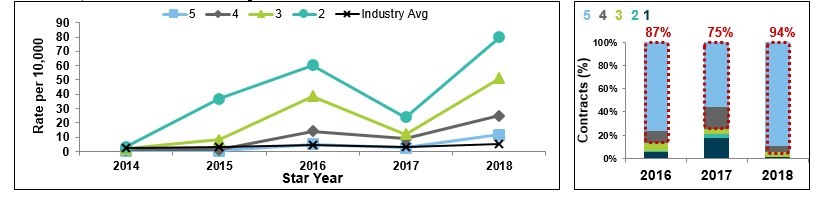 5 4 3 2 Industry Avg
90
80
70
60
50
40
30
20
10
0
Rate per 10,000
2014 2015 2016 2017 2018
Star Year
5 4 3 2 1
87% 75% 94%
100%
80%
60%
40%
20%
0%
Contracts (%)
2016 2017 2018